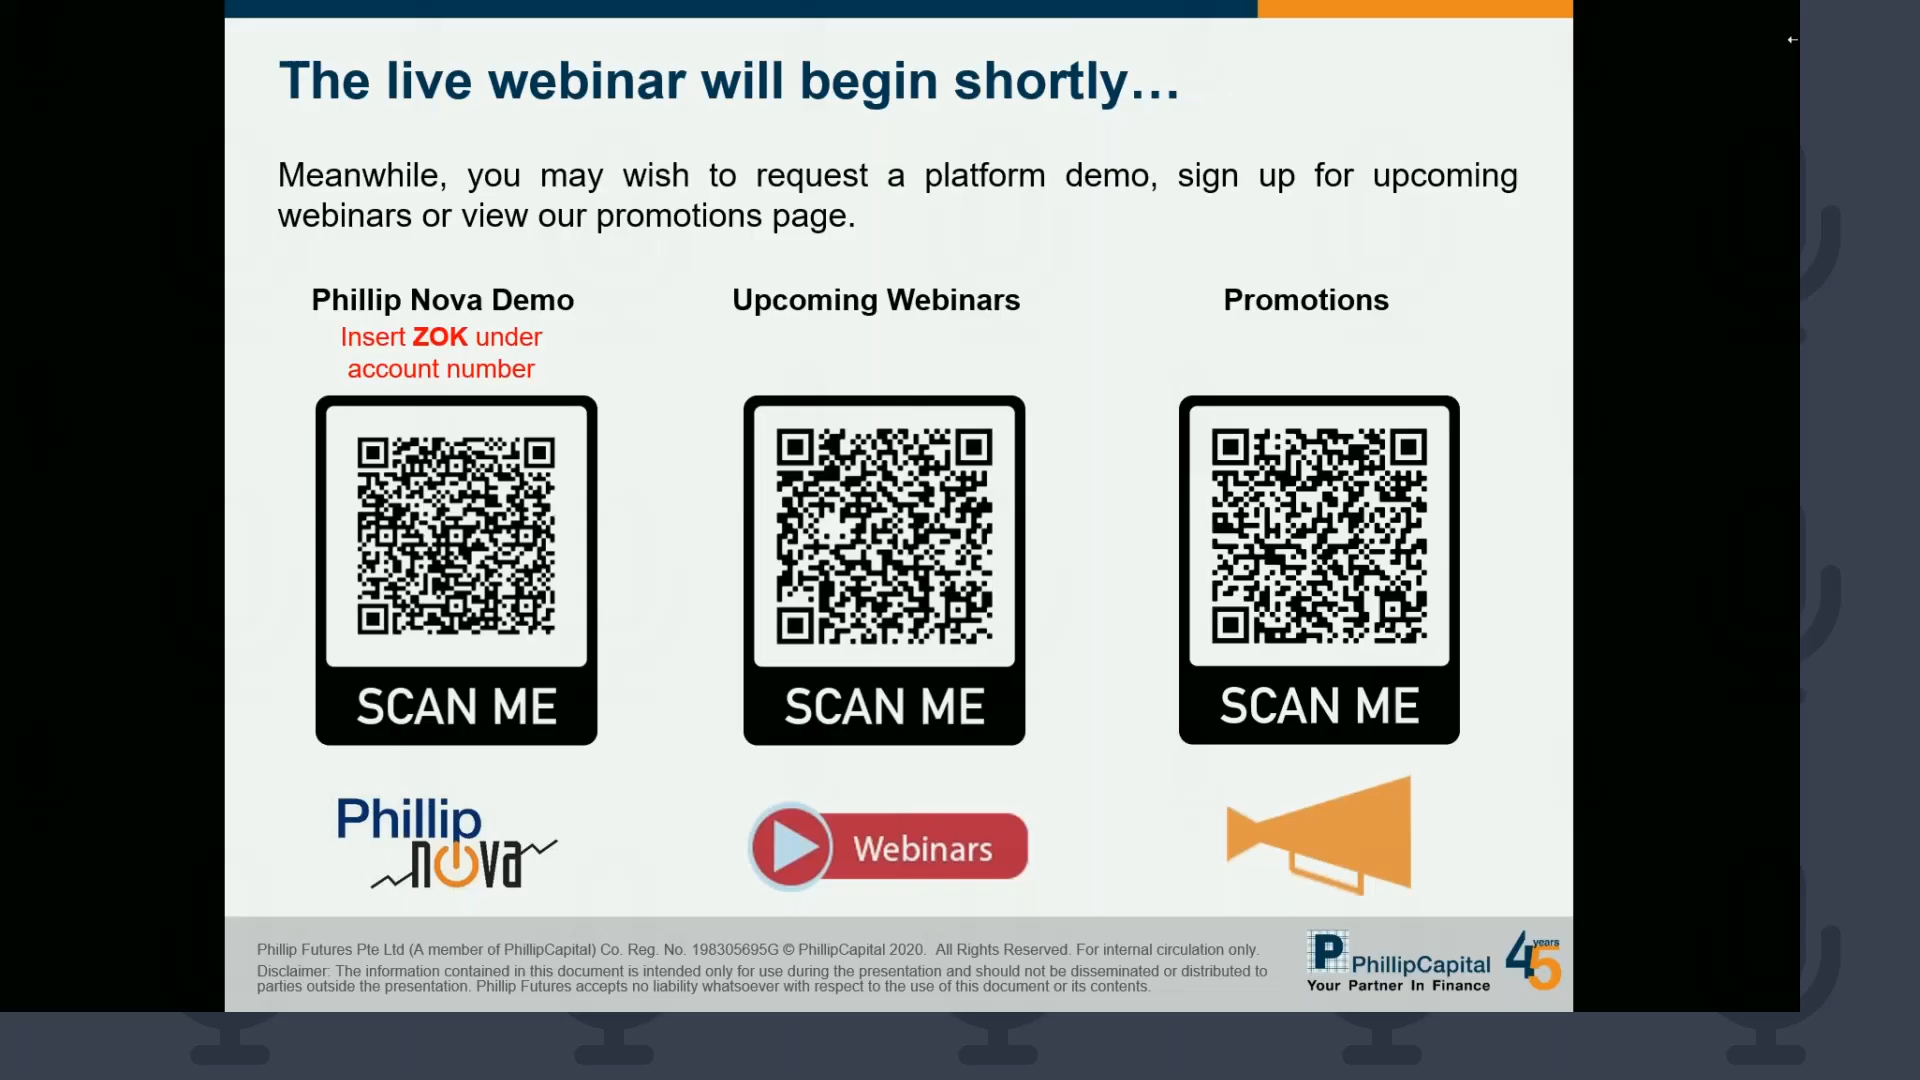 The live webinar will begin shortly…
Meanwhile, you may wish to request a platform demo, sign up for upcoming
webinars or view our promotions page.
Phillip Nova Demo
Insert ZOK under
account number
SCAN ME
Phillip
nova
Upcoming Webinars
SCAN ME
Webinars
Promotions
SCAN ME
Phillip Futures Pte Ltd (A member of PhillipCapital) Co. Reg. No. 198305695G © PhillipCapital 2020.  All Rights Reserved. For internal circulation only.
Disclaimer: The information contained in this document is intended only for use during the presentation and should not be disseminated or distributed to
parties outside the presentation. Phillip Futures accepts no liability whatsoever with respect to the use of this document or its contents.
P
PhillipCapital
Your Partner In Finance
45 years